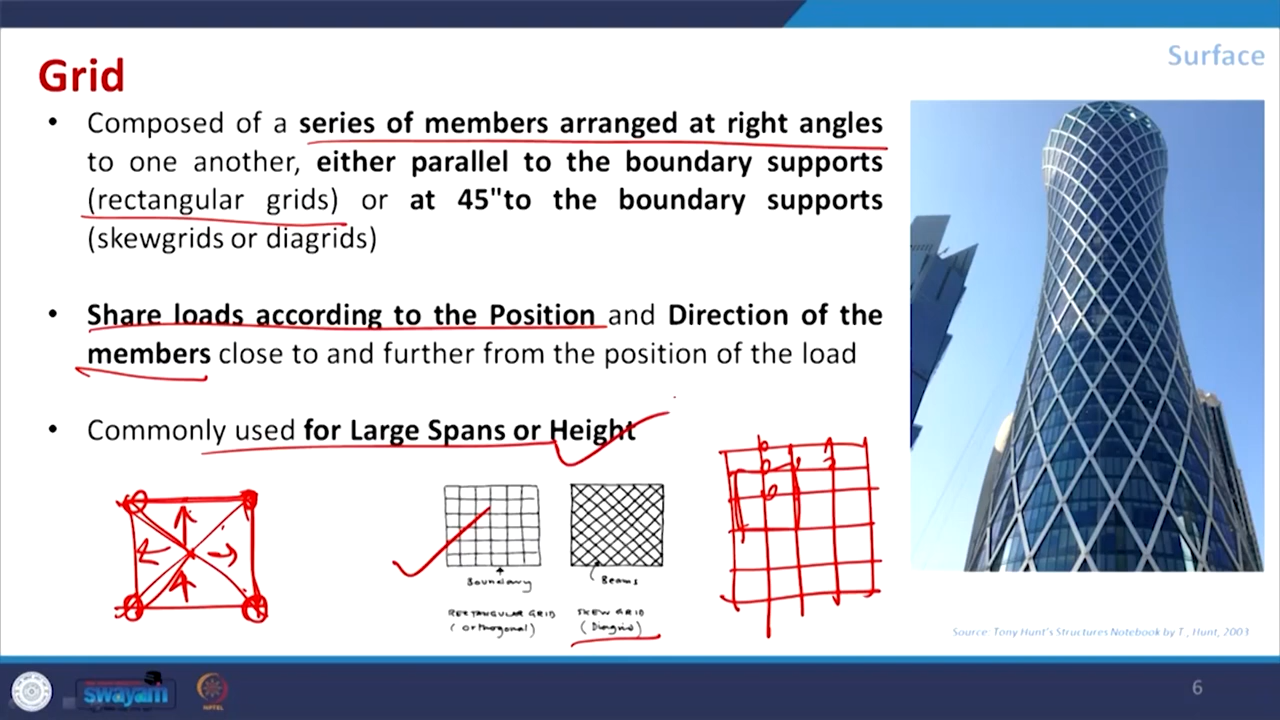 Surface
Grid
• Composed of a series of members arranged at right angles
to one another, either parallel to the boundary supports
(rectangular grids) or at 45"to the boundary supports
(skewgrids or diagrids)
• Share loads according to the Position and Direction of the
members close to and further from the position of the load
• Commonly used for Large Spans or Height
Boundary
Beams
RECTANGULAR GRID
(Orthogonal)
SKEW GRID
(Diagrid)
Source: Tony Hunt's Structures Notebook by T , Hunt, 2003
swayam
NPTEL
6